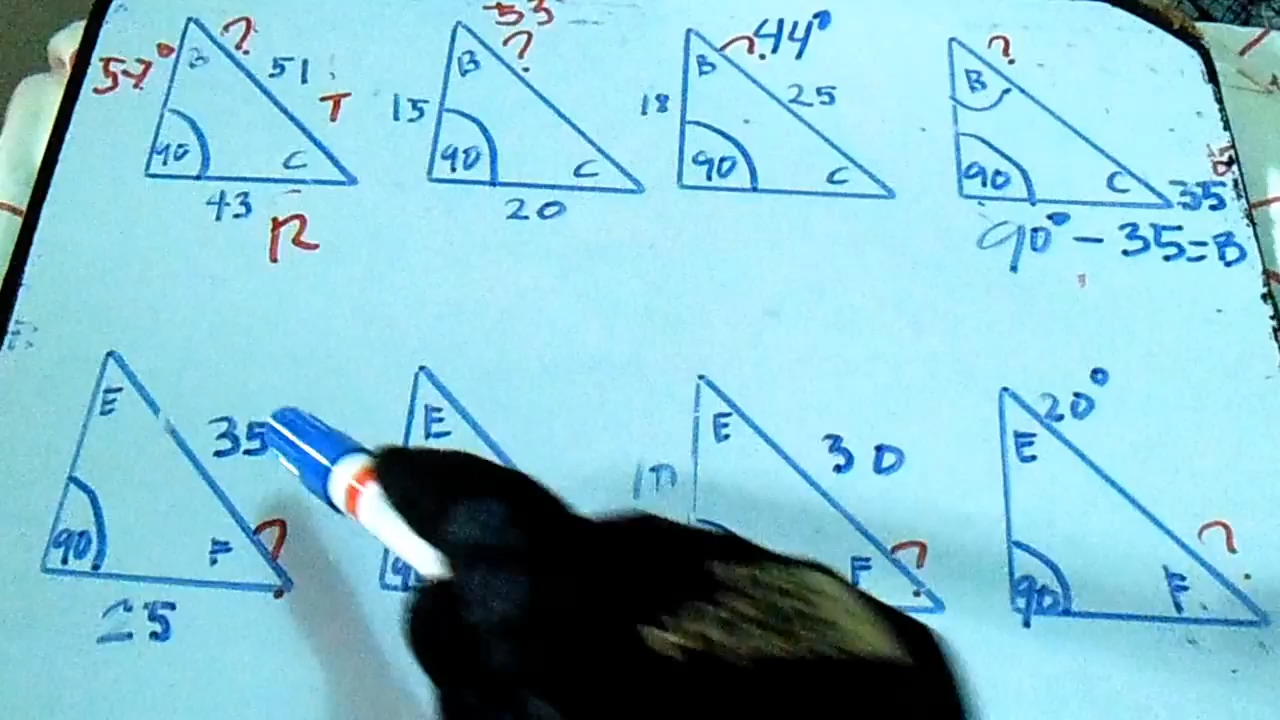 57° B ? 51 T
90 C
43 R
53
B ?
15
90 C
20
B ? 44°
18 25
90 C
?
B
90 C 35
90° - 35 = B
E
35
90 F ?
25
E
E
30
F ?
20°
E
?
90 F